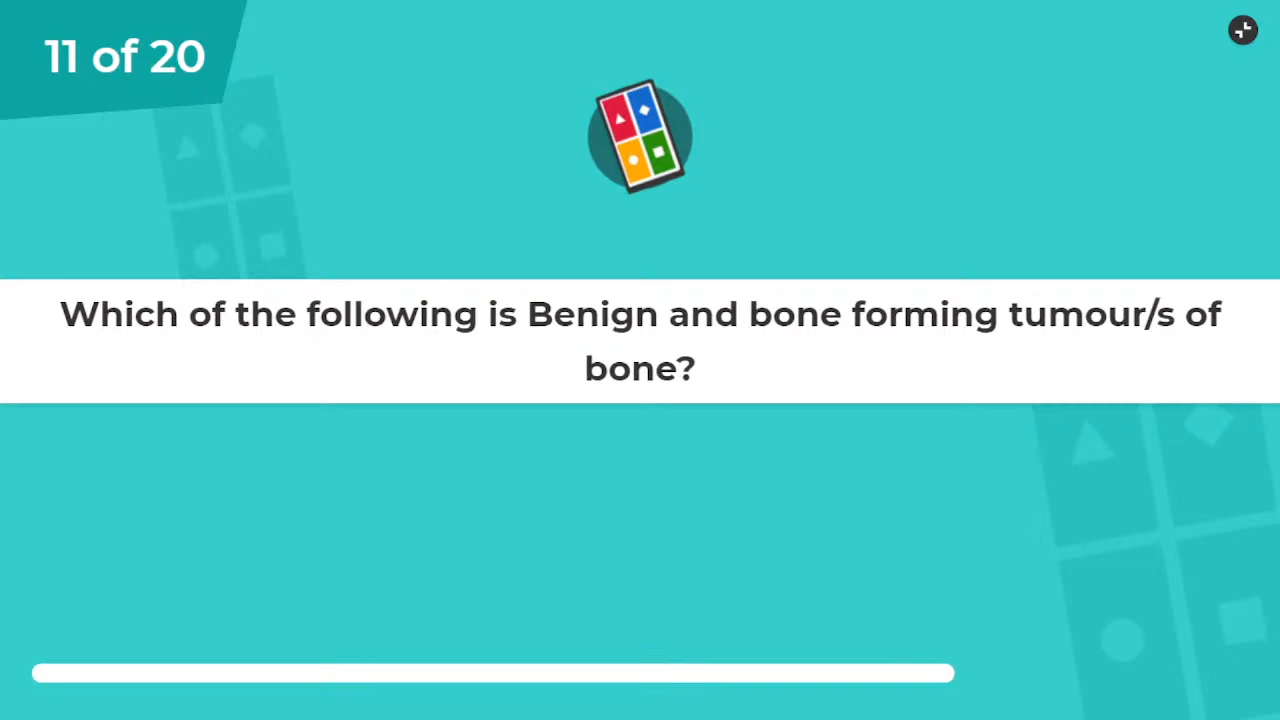 11 of 20
Which of the following is Benign and bone forming tumour/s of
bone?